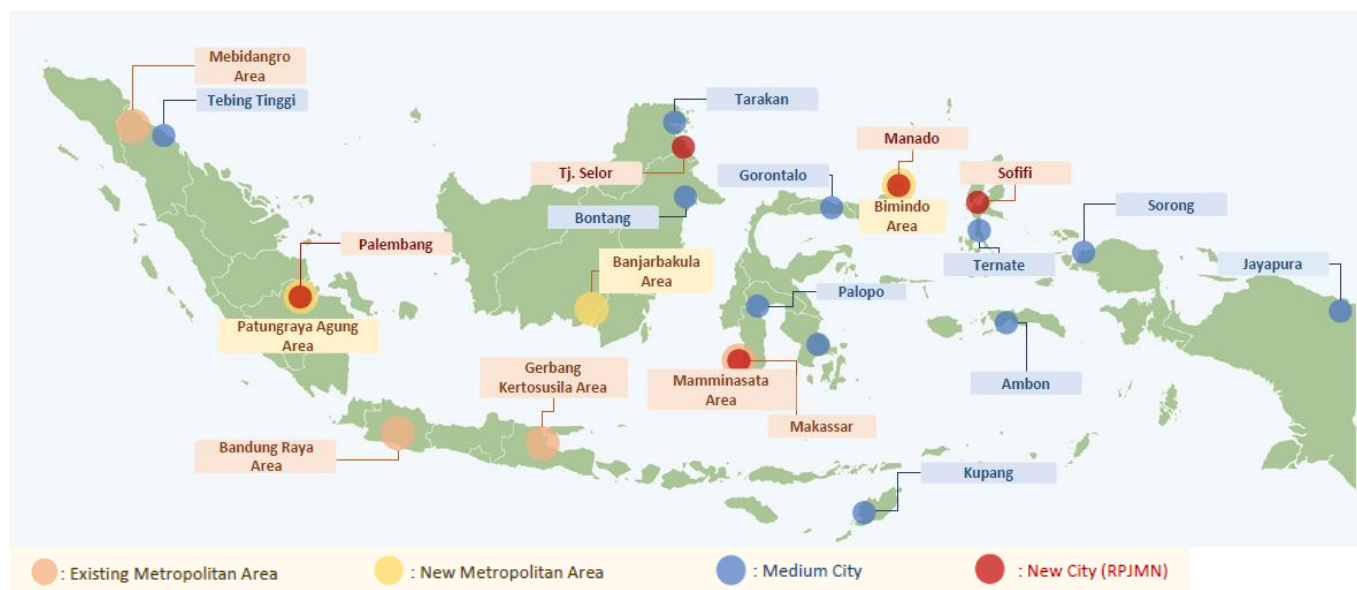 Mebidangro
Area
Tebing Tinggi
Tarakan
Manado
Tj. Selor
Gorontalo
Sofifi
Bontang
Bimindo
Area
Sorong
Palembang
Banjarbakula
Area
Ternate
Jayapura
Palopo
Patungraya Agung
Area
Gerbang
Kertosusila Area
Mamminasata
Area
Ambon
Makassar
Bandung Raya
Area
Kupang
: Existing Metropolitan Area
: New Metropolitan Area
: Medium City
: New City (RPJMN)